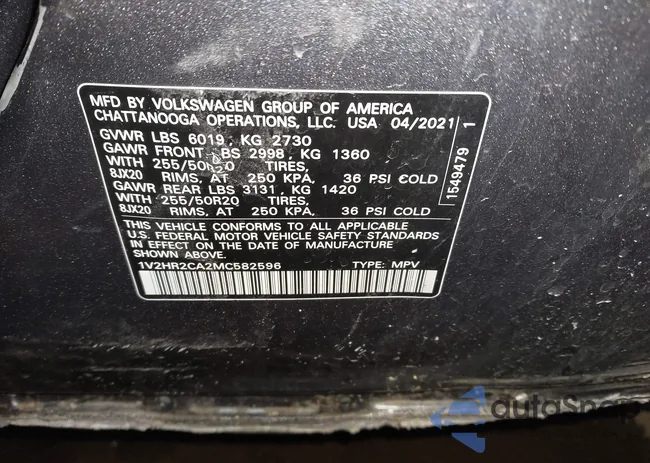 MFD BY VOLKSWAGEN GROUP OF AMERICA
CHATTANOOGA OPERATIONS, LLC. USA 04/2021
GVWR LBS 6019, KG 2730
GAWR FRONT LBS 2998, KG 1360
WITH 255/50R20 TIRES,
8JX20 RIMS, AT 250 KPA, 36 PSI COLD
GAWR REAR LBS 3131, KG 1420
WITH 255/50R20 TIRES,
8JX20 RIMS, AT 250 KPA, 36 PSI COLD
THIS VEHICLE CONFORMS TO ALL APPLICABLE
U.S. FEDERAL MOTOR VEHICLE SAFETY STANDARDS
IN EFFECT ON THE DATE OF MANUFACTURE
SHOWN ABOVE.
1V2HR2CA2MC582596 TYPE: MPV
1549479 1
autoSnap